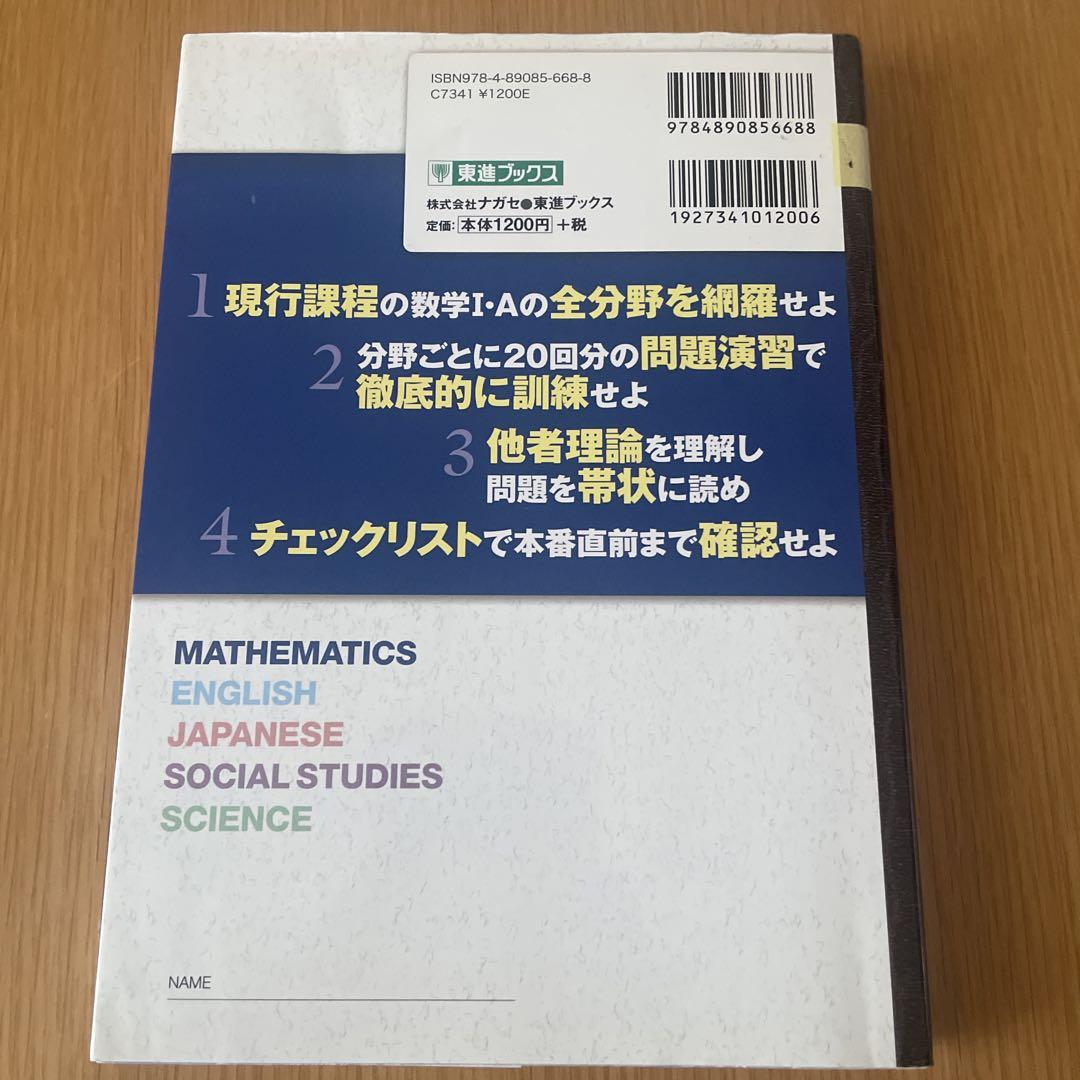 ISBN978-4-89085-668-8
C7341 ¥1200E
9784890856688
東進ブックス
株式会社ナガセ●東進ブックス
定価: 本体1200円 +税
1927341012006
1 現行課程の数学I・Aの全分野を網羅せよ
2 分野ごとに20回分の問題演習で
徹底的に訓練せよ
3 他者理論を理解し
問題を帯状に読め
4 チェックリストで本番直前まで確認せよ
MATHEMATICS
ENGLISH
JAPANESE
SOCIAL STUDIES
SCIENCE
NAME